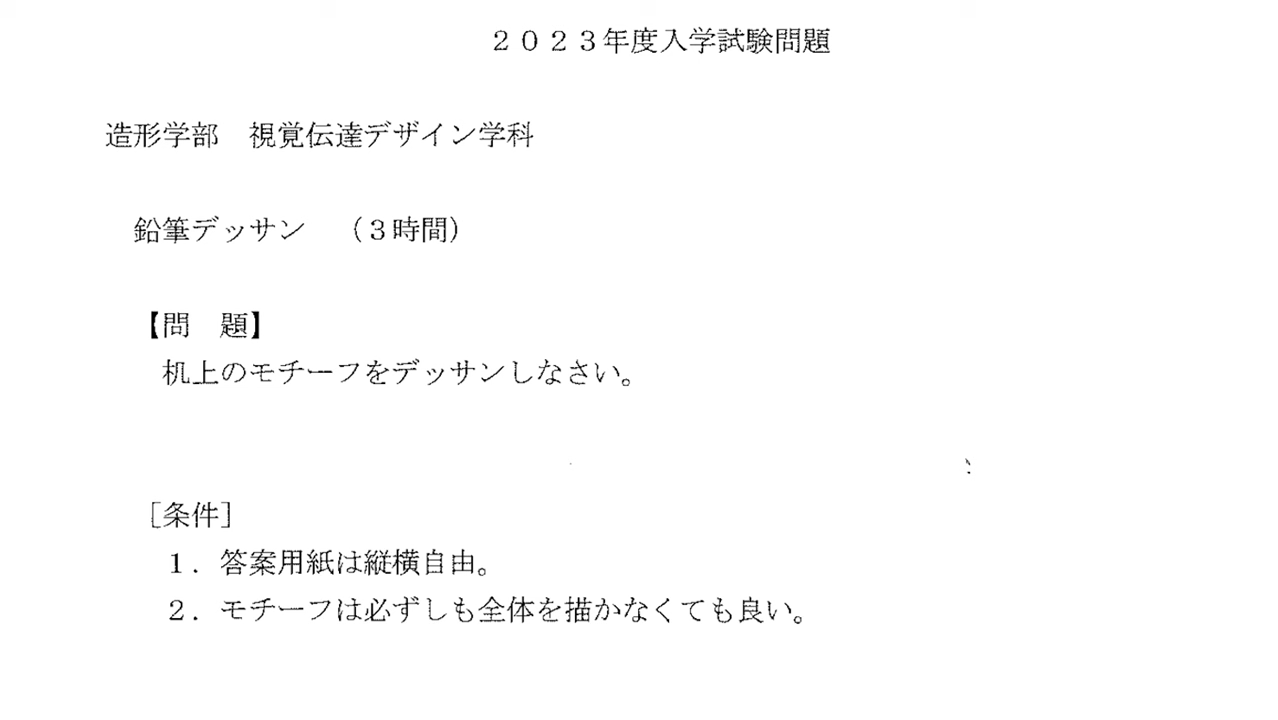 ２０２３年度入学試験問題
造形学部　視覚伝達デザイン学科
鉛筆デッサン　（３時間）
【問　題】
机上のモチーフをデッサンしなさい。
［条件］
１．答案用紙は縦横自由。
２．モチーフは必ずしも全体を描かなくても良い。